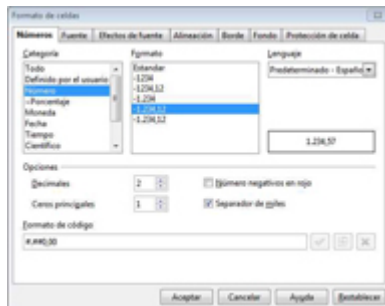 Formato de celdas
Números Fuente Efectos de fuente Alineación Borde Fondo Protección de celda
Categoría Formato Lenguaje
Todo
Definido por el usuario
Número
-Porcentaje
Moneda
Fecha
Tiempo
Científico
Estandar
-1234
-1234,12
-1.234
-1.234,12
-1.234,12
Predeterminado - Español
1.234,57
Opciones
Decimales 2 Número negativos en rojo
Ceros principales 1 Separador de miles
Formato de código
#.##0,00
Aceptar Cancelar Ayuda Restablecer